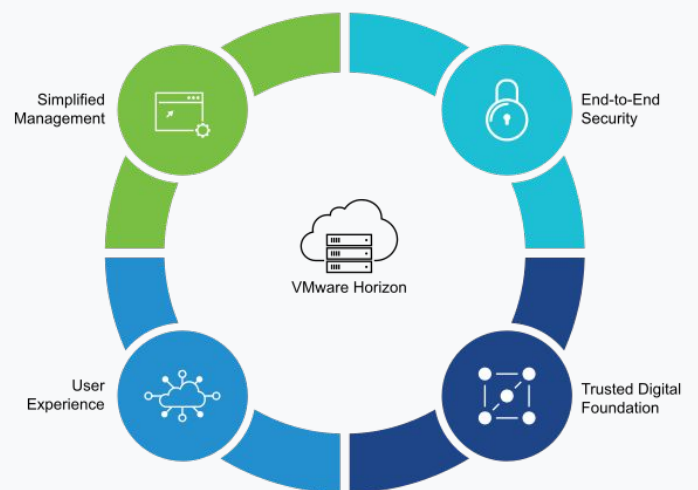 Simplified
Management
End-to-End
Security
VMware Horizon
User
Experience
Trusted Digital
Foundation